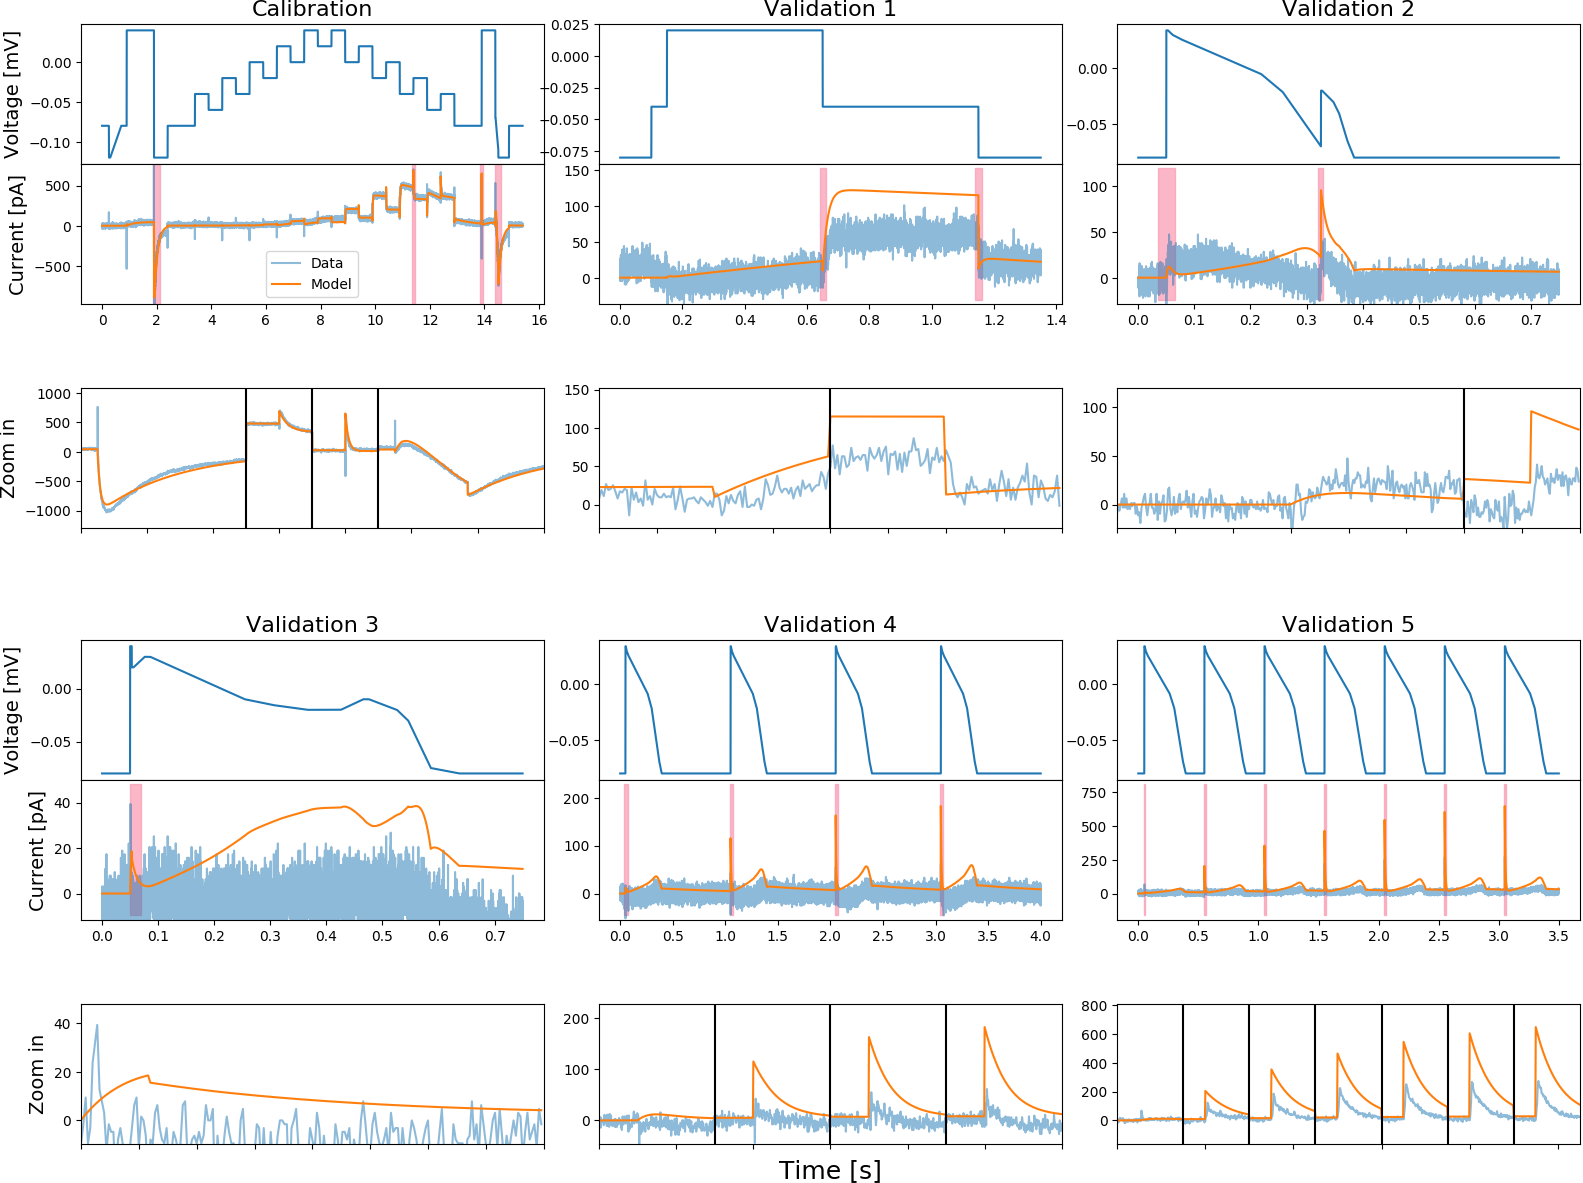 Calibration Validation 1 Validation 2
Voltage [mV]
0.00 −0.05 −0.10
0.025 0.000 −0.025 −0.050 −0.075
0.00 −0.05
Current [pA]
500 0 −500
Data
Model
150 100 50 0
100 50 0
0 2 4 6 8 10 12 14 16
0.0 0.2 0.4 0.6 0.8 1.0 1.2 1.4
0.0 0.1 0.2 0.3 0.4 0.5 0.6 0.7
Zoom in
1000 500 0 −500 −1000
150 100 50 0
100 50 0
Validation 3 Validation 4 Validation 5
Voltage [mV]
0.00 −0.05
0.00 −0.05
0.00 −0.05
Current [pA]
40 20 0
200 100 0
750 500 250 0
0.0 0.1 0.2 0.3 0.4 0.5 0.6 0.7
0.0 0.5 1.0 1.5 2.0 2.5 3.0 3.5 4.0
0.0 0.5 1.0 1.5 2.0 2.5 3.0 3.5
Zoom in
40 20 0
200 100 0
800 600 400 200 0
Time [s]